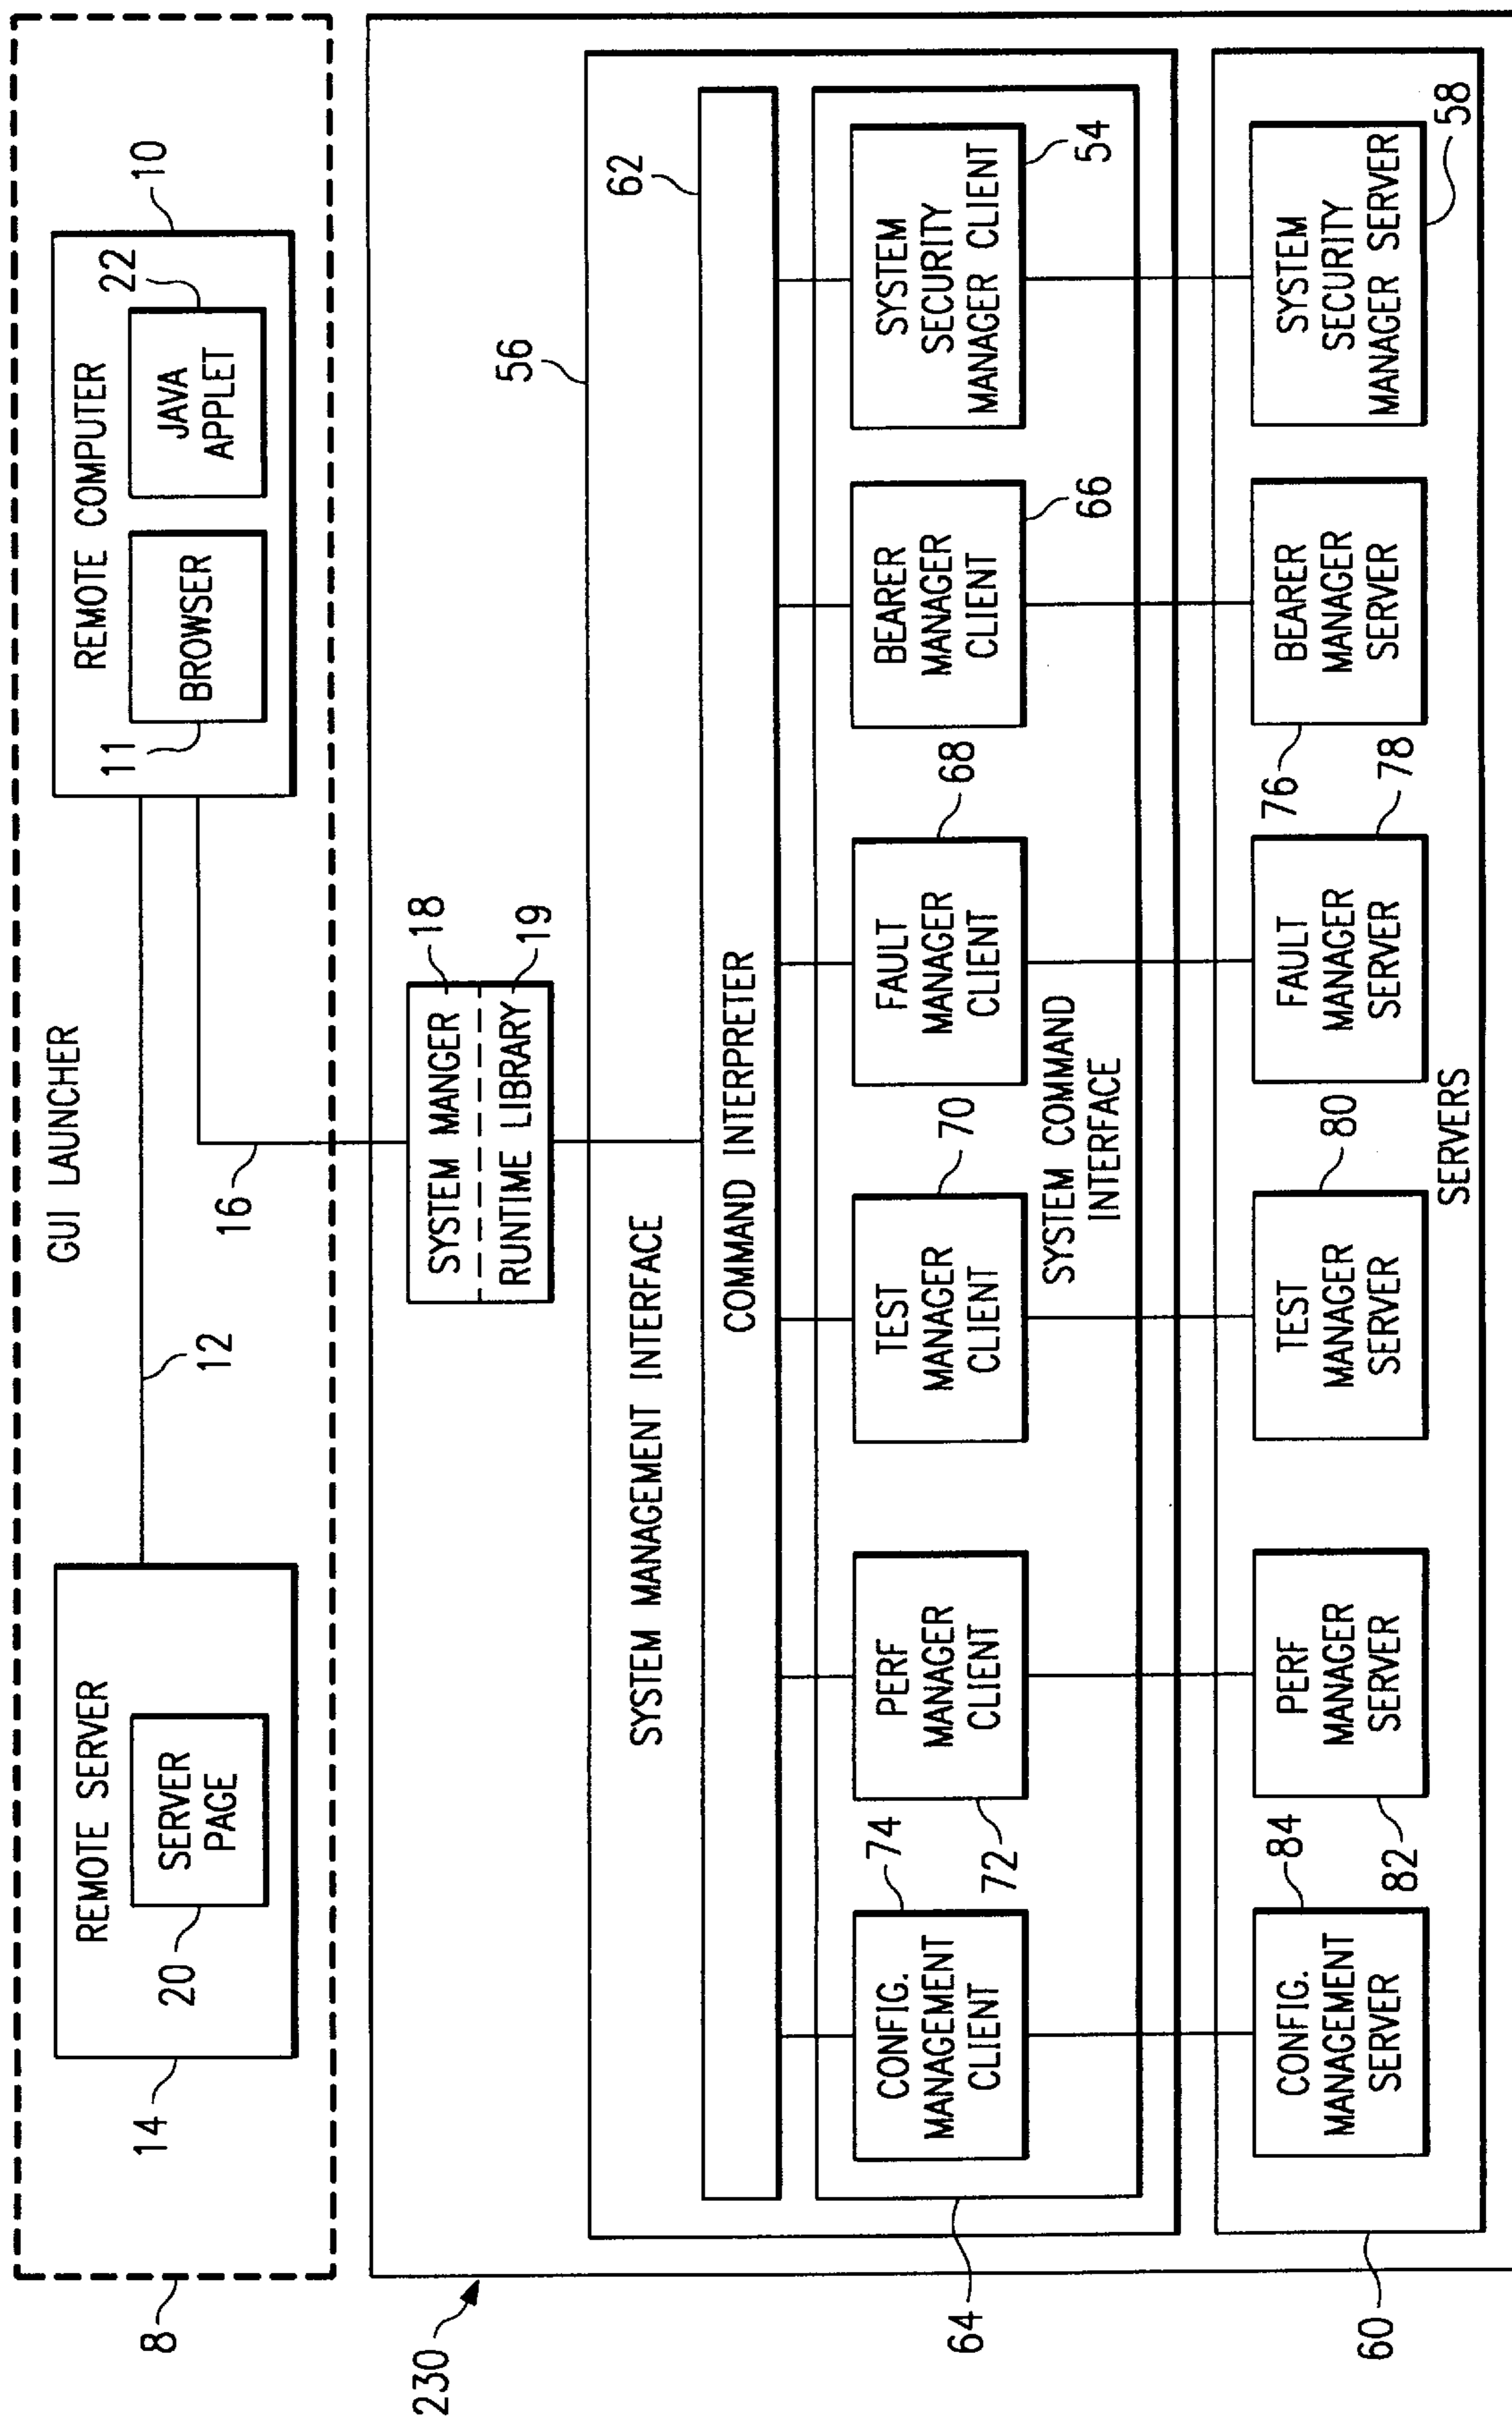 GUI LAUNCHER
8
REMOTE SERVER
14
SERVER
PAGE
20
12
16
REMOTE COMPUTER
10
11
BROWSER
JAVA
APPLET
22
230
SYSTEM MANGER
18
RUNTIME LIBRARY
19
SYSTEM MANAGEMENT INTERFACE
56
COMMAND INTERPRETER
62
CONFIG.
MANAGEMENT
CLIENT
74
PERF
MANAGER
CLIENT
72
TEST
MANAGER
CLIENT
70
FAULT
MANAGER
CLIENT
68
BEARER
MANAGER
CLIENT
66
SYSTEM
SECURITY
MANAGER CLIENT
54
SYSTEM COMMAND
INTERFACE
64
CONFIG.
MANAGEMENT
SERVER
84
PERF
MANAGER
SERVER
82
TEST
MANAGER
SERVER
80
FAULT
MANAGER
SERVER
78
BEARER
MANAGER
SERVER
76
SYSTEM
SECURITY
MANAGER SERVER
58
SERVERS
60